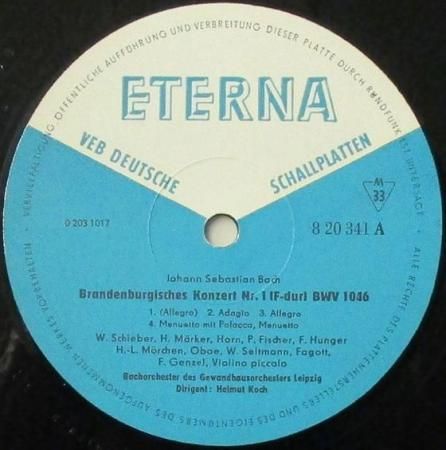 VERVIELFÄLTIGUNG, ÖFFENTLICHE AUFFÜHRUNG UND VERBREITUNG DIESER PLATTE DURCH RUNDFUNK IST UNTERSAGT · ALLE RECHTE DES PLATTENHERSTELLERS UND DES EIGENTÜMERS DES AUFGENOMMENEN WERKES VORBEHALTEN ·
ETERNA
VEB DEUTSCHE SCHALLPLATTEN
0 203 1017
M
33
8 20 341 A
Johann Sebastian Bach
Brandenburgisches Konzert Nr. 1 (F-dur) BWV 1046
1. (Allegro) 2. Adagio 3. Allegro
4. Menuetto mit Polacca, Menuetto
W. Schieber, H. Märker, Horn, P. Fischer, F. Hunger
H.-L. Mörchen, Oboe, W. Seltmann, Fagott,
F. Genzel, Violino piccolo
Bachorchester des Gewandhausorchesters Leipzig
Dirigent: Helmut Koch